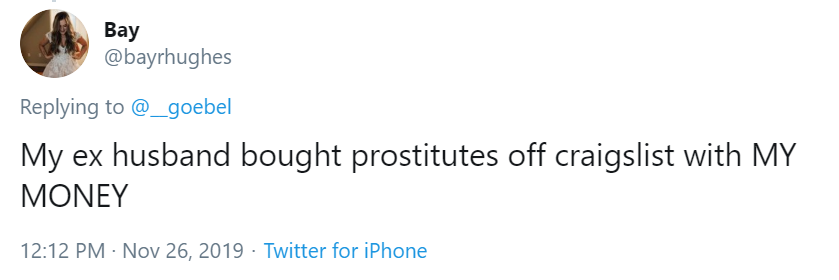 Bay
@bayrhughes
Replying to @__goebel
My ex husband bought prostitutes off craigslist with MY
MONEY
12:12 PM · Nov 26, 2019 · Twitter for iPhone